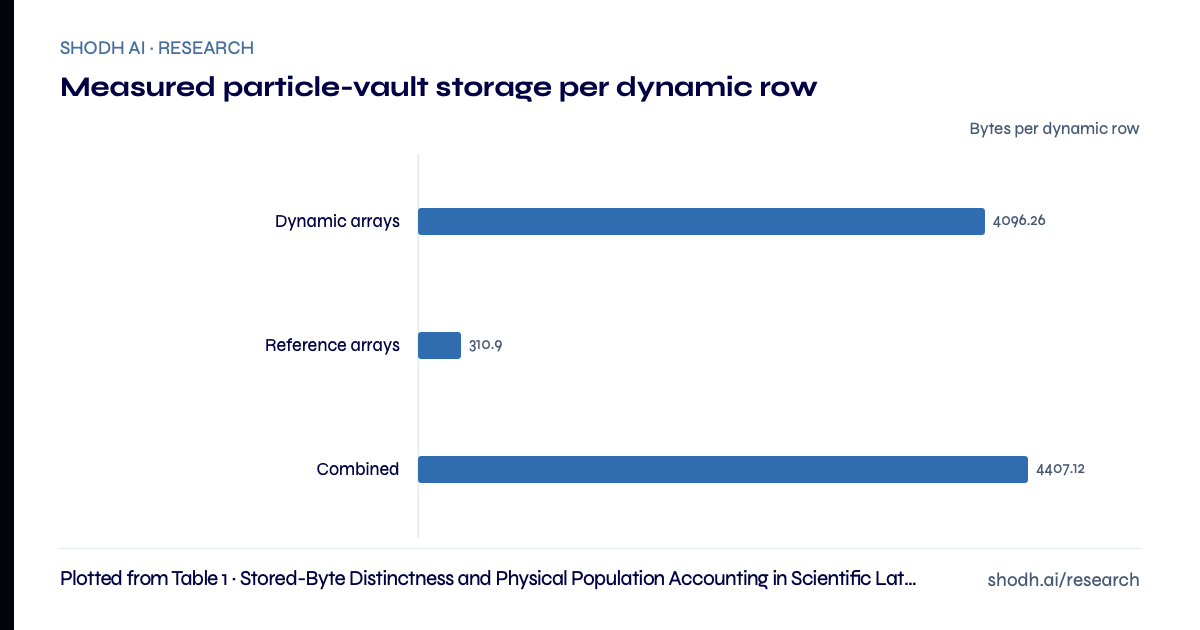 SHODH AI · RESEARCH
Measured particle-vault storage per dynamic row
Bytes per dynamic row
Dynamic arrays 4096.26
Reference arrays 310.9
Combined 4407.12
Plotted from Table 1 · Stored-Byte Distinctness and Physical Population Accounting in Scientific Lat... shodh.ai/research